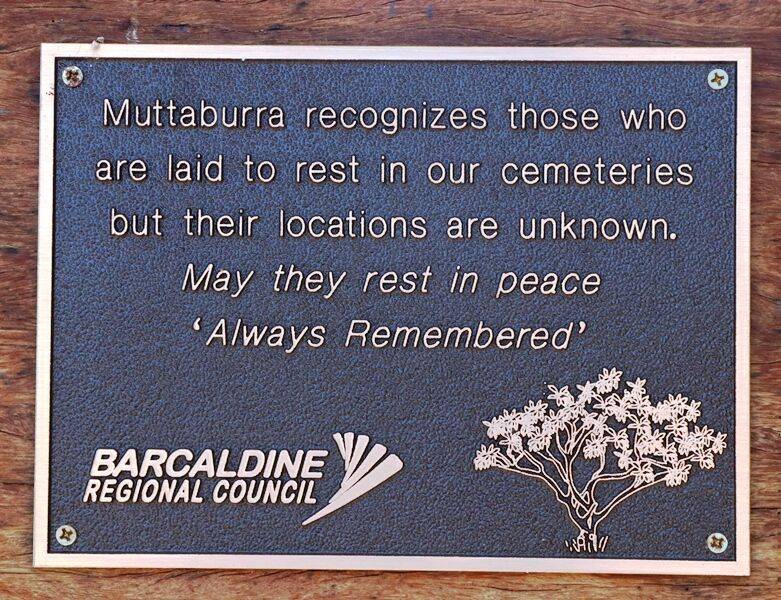 Muttaburra recognizes those who
are laid to rest in our cemeteries
but their locations are unknown.
May they rest in peace
‘Always Remembered’
BARCALDINE
REGIONAL COUNCIL